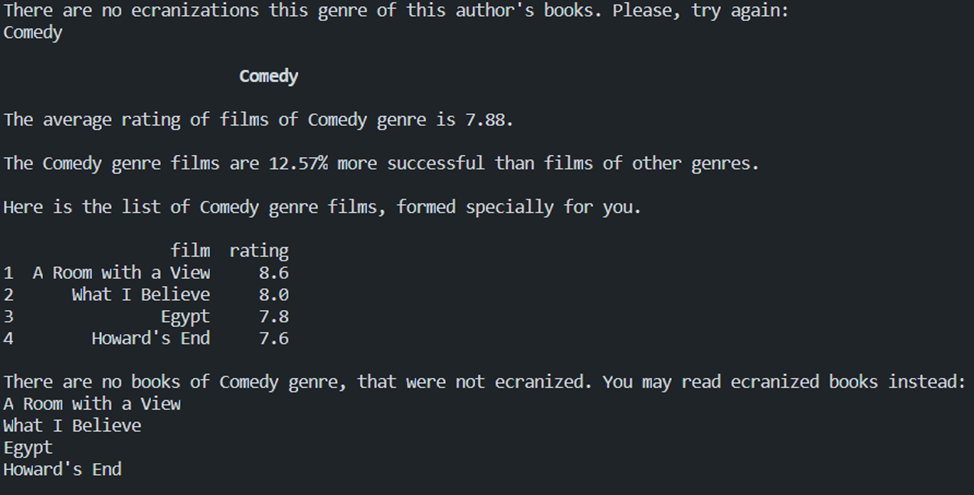 There are no ecranizations this genre of this author's books. Please, try again:
Comedy
Comedy
The average rating of films of Comedy genre is 7.88.
The Comedy genre films are 12.57% more successful than films of other genres.
Here is the list of Comedy genre films, formed specially for you.
film rating
1 A Room with a View 8.6
2 What I Believe 8.0
3 Egypt 7.8
4 Howard's End 7.6
There are no books of Comedy genre, that were not ecranized. You may read ecranized books instead:
A Room with a View
What I Believe
Egypt
Howard's End